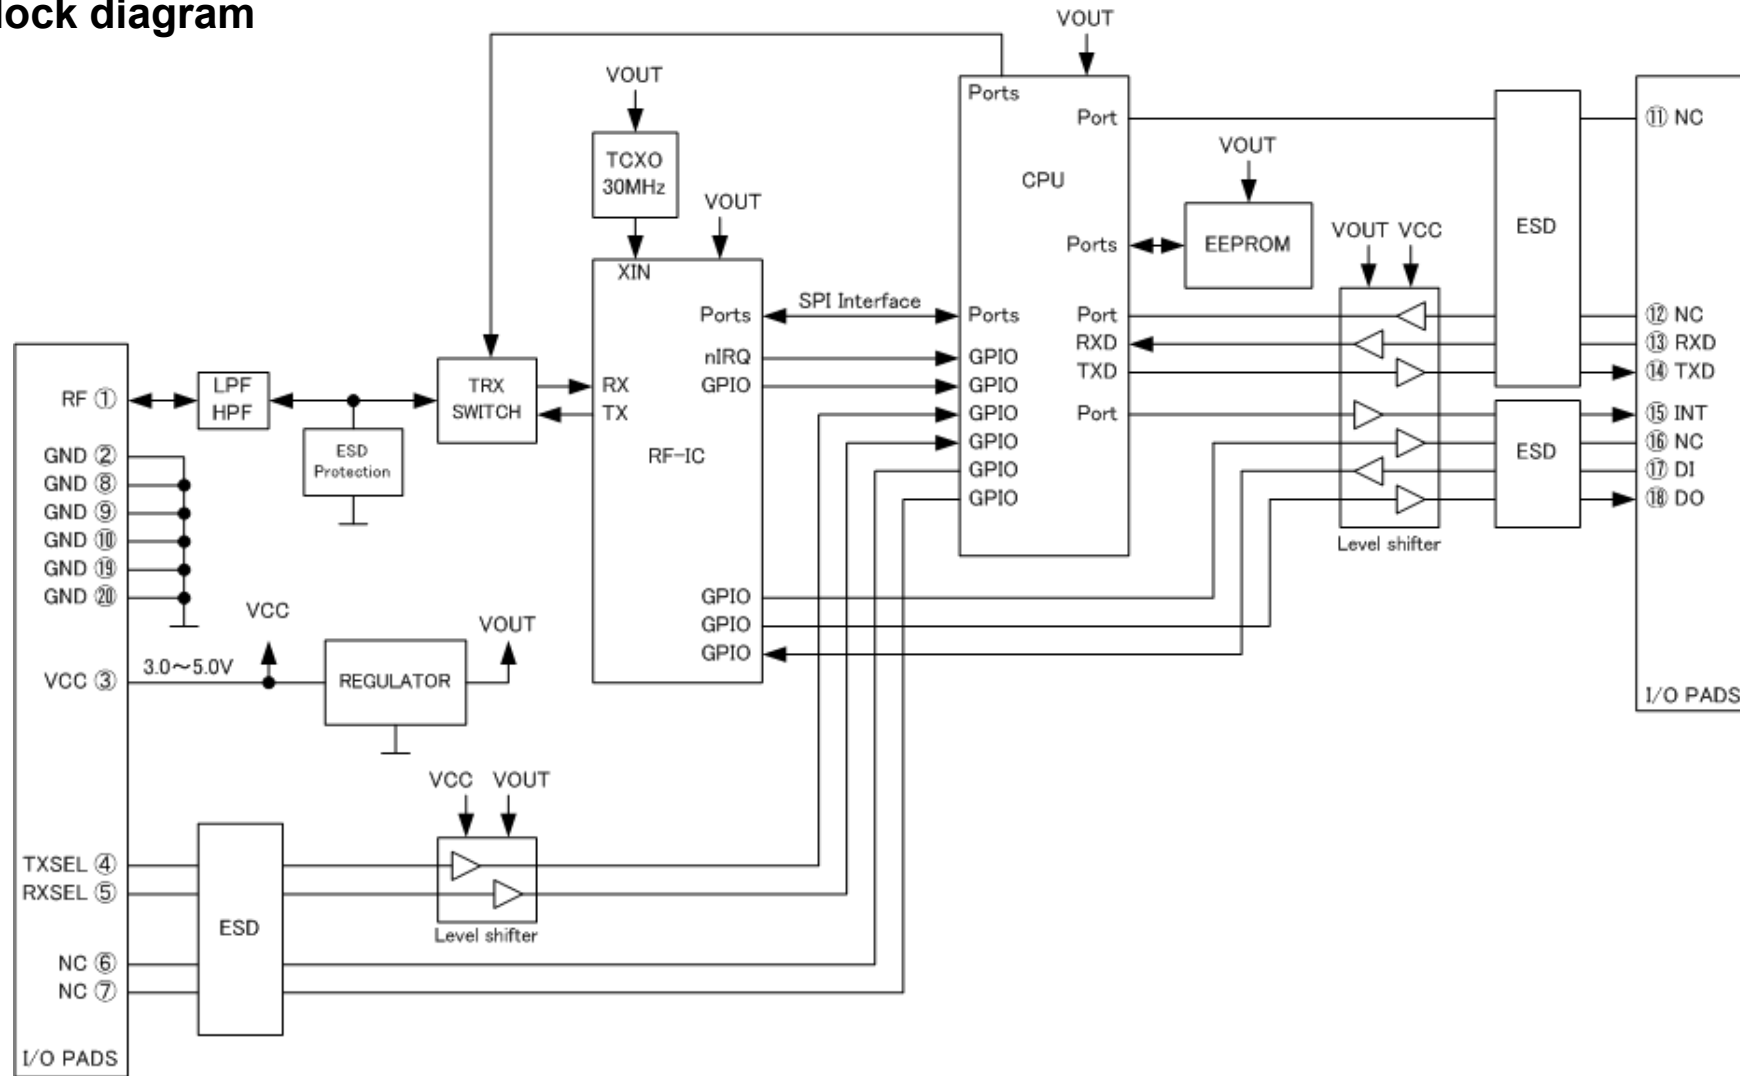 lock diagram
VOUT
VOUT
TCXO
30MHz
VOUT
XIN
Ports
nIRQ
GPIO
RX
TX
RF-IC
GPIO
GPIO
GPIO
SPI Interface
Ports
Port
CPU
Ports
Ports
Port
GPIO
RXD
GPIO
TXD
GPIO
Port
GPIO
GPIO
GPIO
VOUT
EEPROM
VOUT VCC
Level shifter
ESD
ESD
⑪ NC
⑫ NC
⑬ RXD
⑭ TXD
⑮ INT
⑯ NC
⑰ DI
⑱ DO
I/O PADS
RF ①
LPF
HPF
ESD
Protection
TRX
SWITCH
GND ②
GND ⑧
GND ⑨
GND ⑩
GND ⑲
GND ⑳
VCC
VCC ③
3.0～5.0V
REGULATOR
VOUT
VCC VOUT
TXSEL ④
RXSEL ⑤
ESD
Level shifter
NC ⑥
NC ⑦
I/O PADS